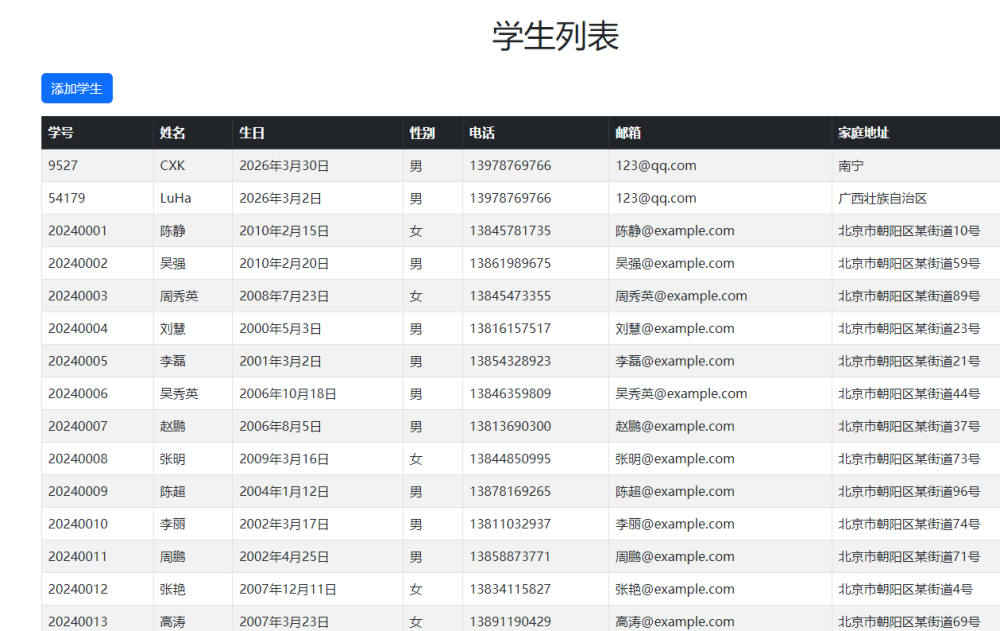 学生列表
添加学生
学号 姓名 生日 性别 电话 邮箱 家庭地址
9527 CXK 2026年3月30日 男 13978769766 123@qq.com 南宁
54179 LuHa 2026年3月2日 男 13978769766 123@qq.com 广西壮族自治区
20240001 陈静 2010年2月15日 女 13845781735 陈静@example.com 北京市朝阳区某街道10号
20240002 吴强 2010年2月20日 男 13861989675 吴强@example.com 北京市朝阳区某街道59号
20240003 周秀英 2008年7月23日 女 13845473355 周秀英@example.com 北京市朝阳区某街道89号
20240004 刘慧 2000年5月3日 男 13816157517 刘慧@example.com 北京市朝阳区某街道23号
20240005 李磊 2001年3月2日 男 13854328923 李磊@example.com 北京市朝阳区某街道21号
20240006 吴秀英 2006年10月18日 男 13846359809 吴秀英@example.com 北京市朝阳区某街道44号
20240007 赵鹏 2006年8月5日 男 13813690300 赵鹏@example.com 北京市朝阳区某街道37号
20240008 张明 2009年3月16日 女 13844850995 张明@example.com 北京市朝阳区某街道73号
20240009 陈超 2004年1月12日 男 13878169265 陈超@example.com 北京市朝阳区某街道96号
20240010 李丽 2002年3月17日 男 13811032937 李丽@example.com 北京市朝阳区某街道74号
20240011 周鹏 2002年4月25日 男 13858873771 周鹏@example.com 北京市朝阳区某街道71号
20240012 张艳 2007年12月11日 女 13834115827 张艳@example.com 北京市朝阳区某街道4号
20240013 高涛 2007年3月23日 女 13891190429 高涛@example.com 北京市朝阳区某街道69号